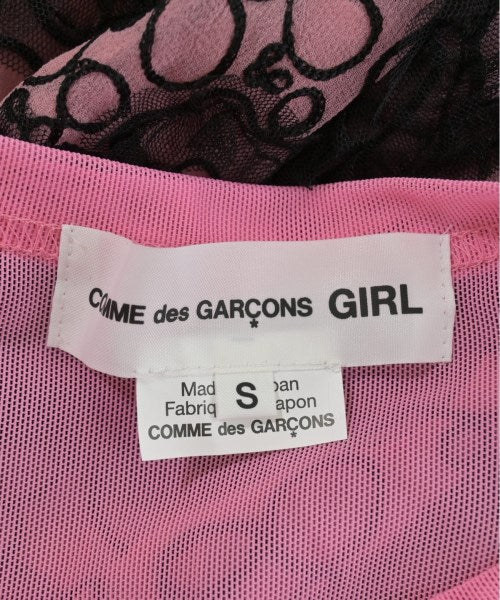 COMME des GARÇONS GIRL
*
Mad pan
S
Fabriq apon
COMME des GARÇONS